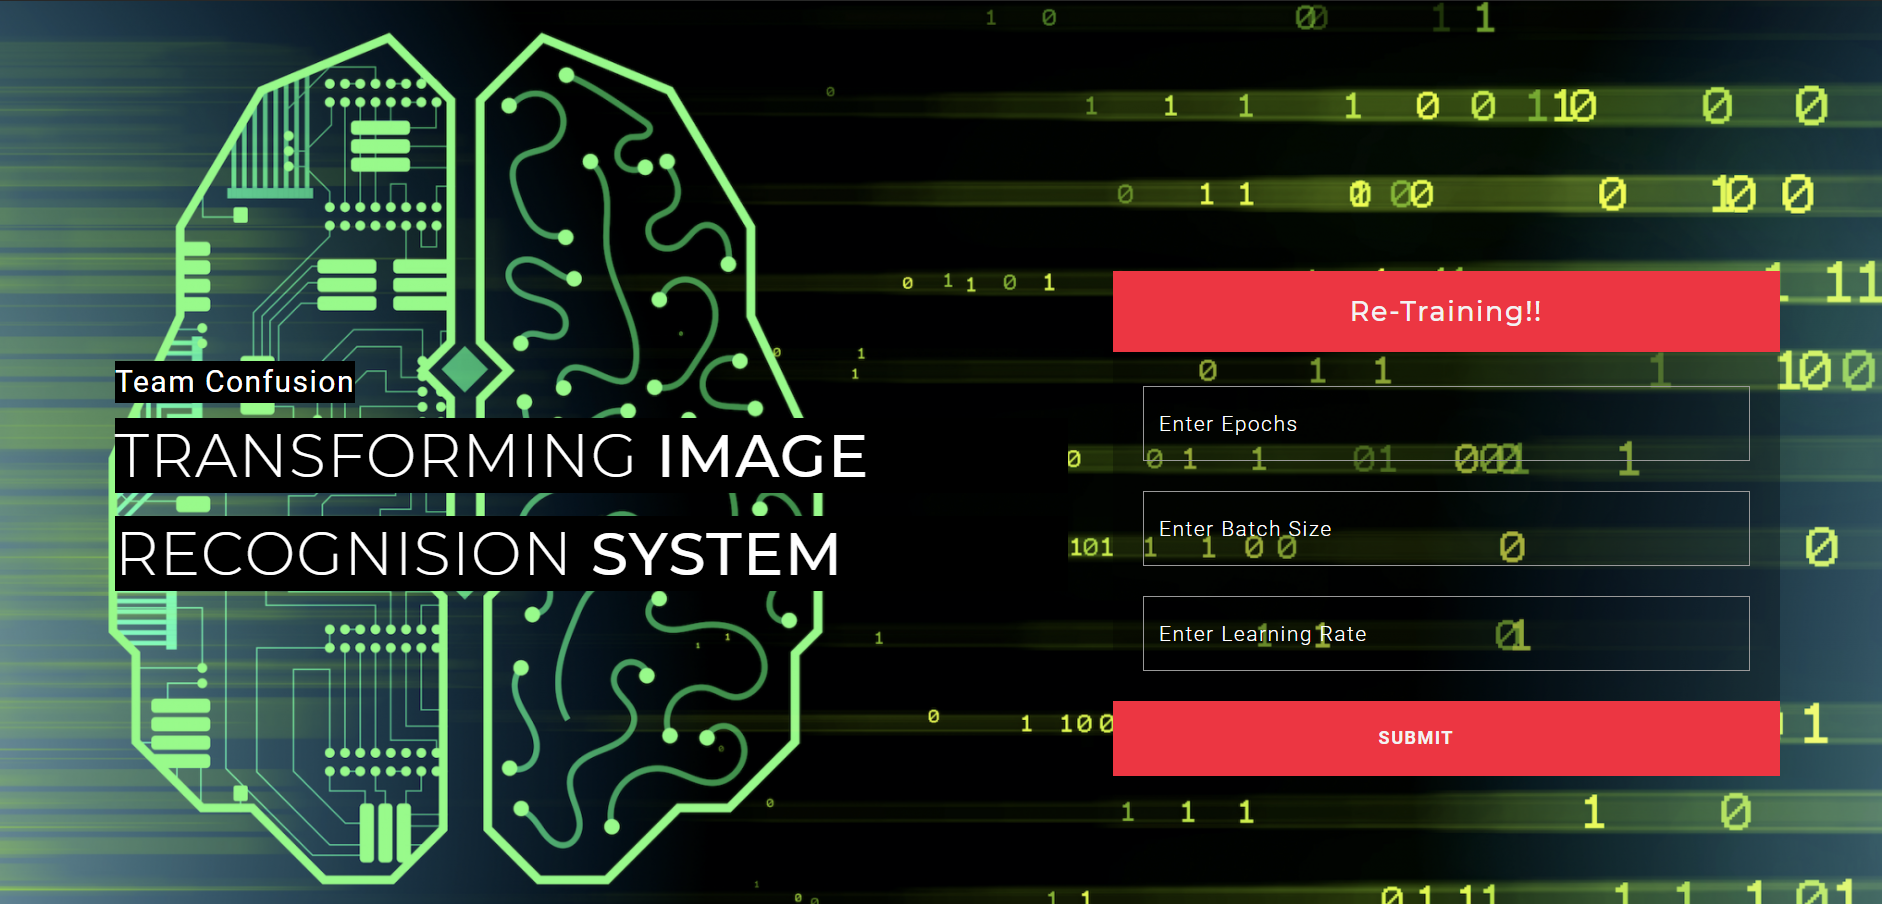 Team Confusion
TRANSFORMING IMAGE
RECOGNISION SYSTEM
Re-Training!!
Enter Epochs
Enter Batch Size
Enter Learning Rate
SUBMIT